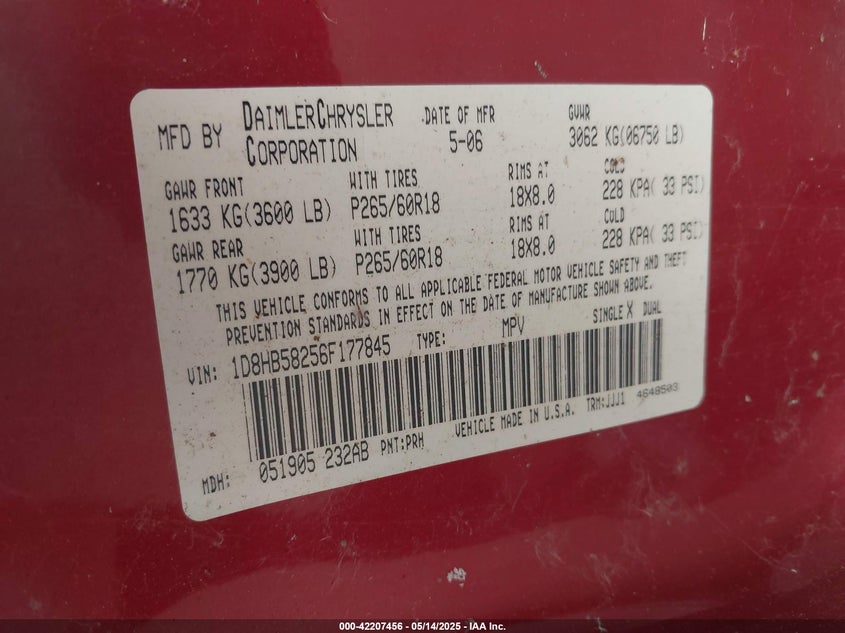 MFD BY DAIMLERCHRYSLER CORPORATION DATE OF MFR 5-06 GVWR 3062 KG(06750 LB)
GAWR FRONT WITH TIRES RIMS AT COLD
1633 KG(3600 LB) P265/60R18 18X8.0 228 KPA( 33 PSI)
GAWR REAR WITH TIRES RIMS AT COLD
1770 KG(3900 LB) P265/60R18 18X8.0 228 KPA( 33 PSI)
THIS VEHICLE CONFORMS TO ALL APPLICABLE FEDERAL MOTOR VEHICLE SAFETY AND THEFT
PREVENTION STANDARDS IN EFFECT ON THE DATE OF MANUFACTURE SHOWN ABOVE.
VIN: 1D8HB58256F177845 TYPE: MPV SINGLE X DUAL
MDH: 051905 232AB PNT:PRH VEHICLE MADE IN U.S.A. TRM:JJJ1 4648503
000-42207456 - 05/14/2025 - IAA Inc.